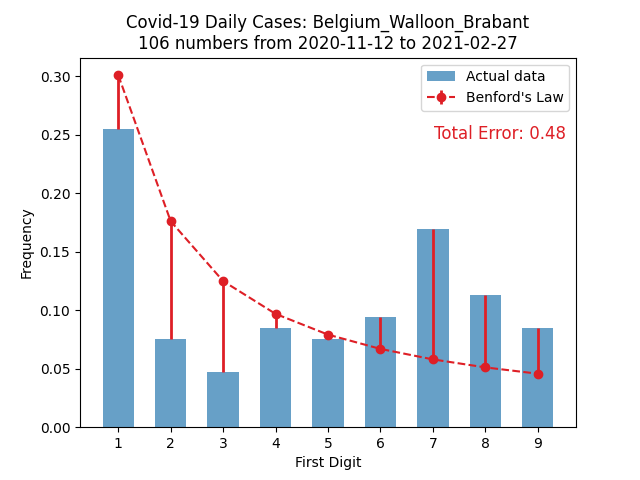 Covid-19 Daily Cases: Belgium_Walloon_Brabant
106 numbers from 2020-11-12 to 2021-02-27
Actual data
Benford's Law
Total Error: 0.48
0.30
0.25
0.20
0.15
0.10
0.05
0.00
Frequency
1 2 3 4 5 6 7 8 9
First Digit